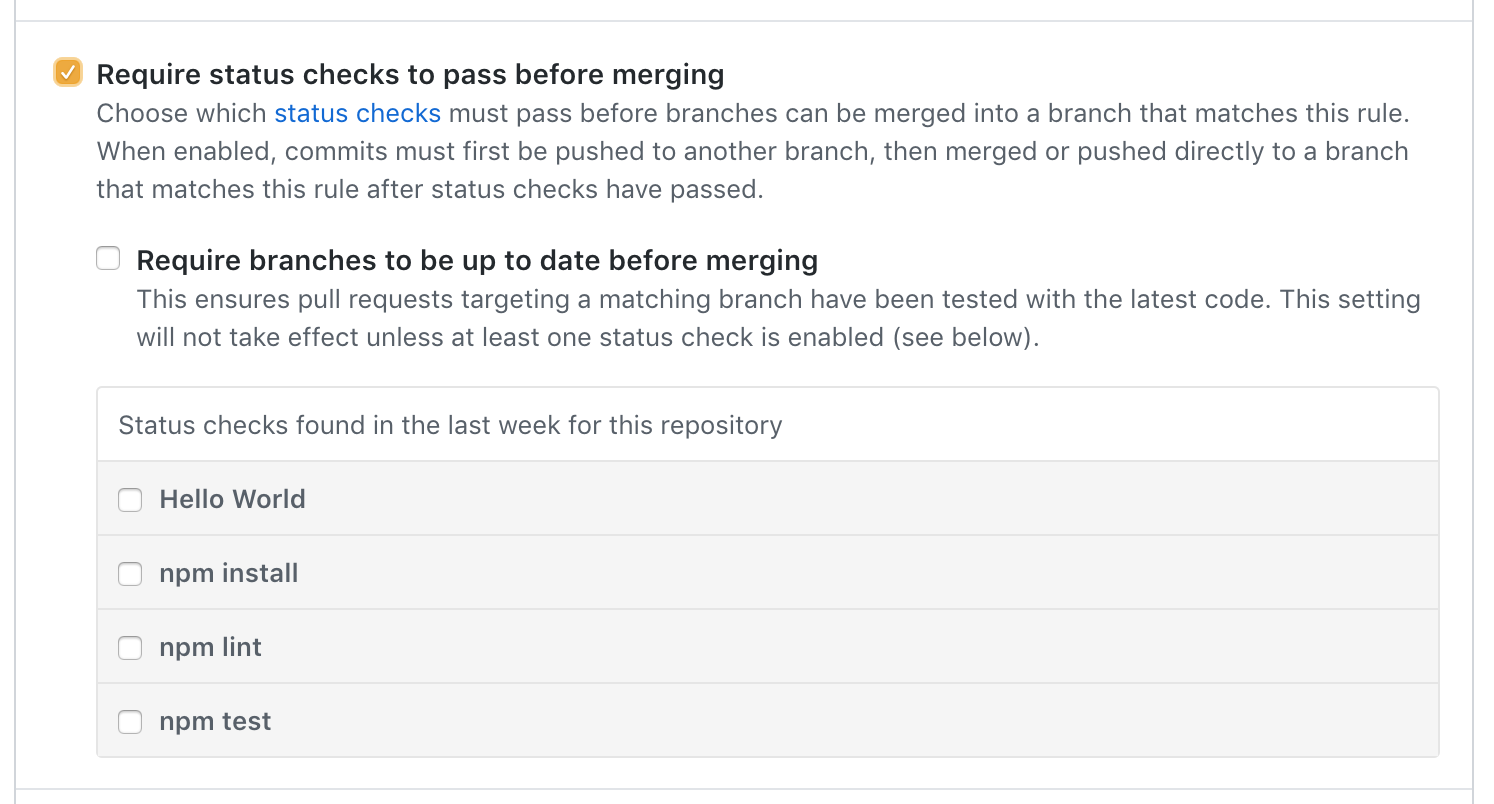 Require status checks to pass before merging
Choose which status checks must pass before branches can be merged into a branch that matches this rule.
When enabled, commits must first be pushed to another branch, then merged or pushed directly to a branch
that matches this rule after status checks have passed.
Require branches to be up to date before merging
This ensures pull requests targeting a matching branch have been tested with the latest code. This setting
will not take effect unless at least one status check is enabled (see below).
Status checks found in the last week for this repository
Hello World
npm install
npm lint
npm test